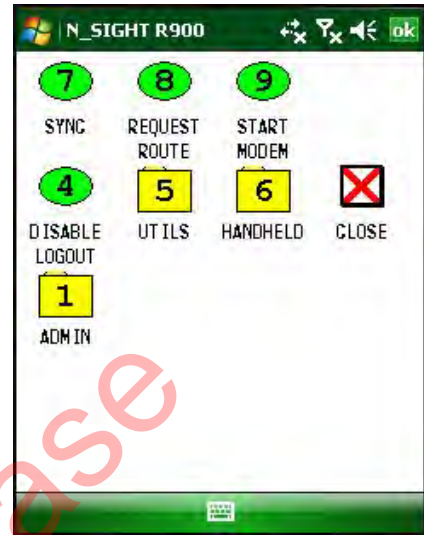 N_SIGHT R900 ok
7 8 9
SYNC REQUEST ROUTE START MODEM
4 5 6
DISABLE LOGOUT UTILS HANDHELD CLOSE
1
ADMIN
ase